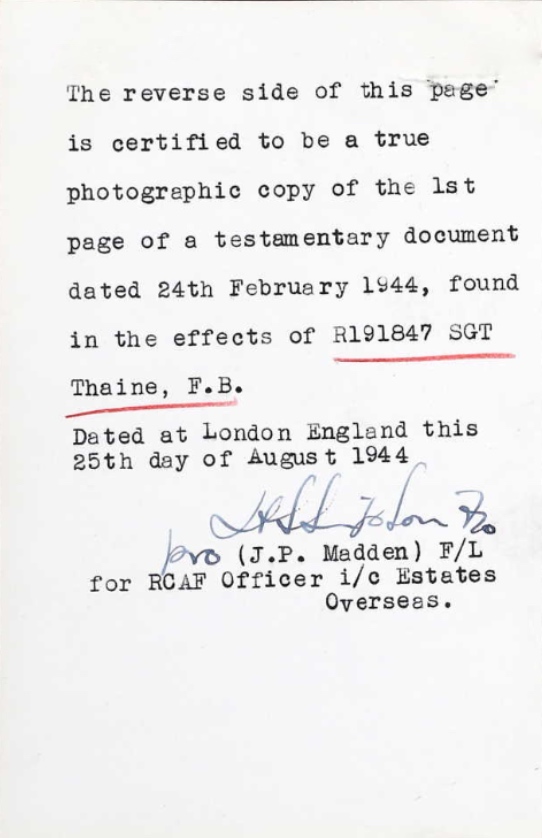 The reverse side of this page
is certified to be a true
photographic copy of the 1st
page of a testamentary document
dated 24th February 1944, found
in the effects of R191847 SGT
Thaine, F.B.
Dated at London England this
25th day of August 1944
pro (J.P. Madden) F/L
for RCAF Officer i/c Estates
Overseas.